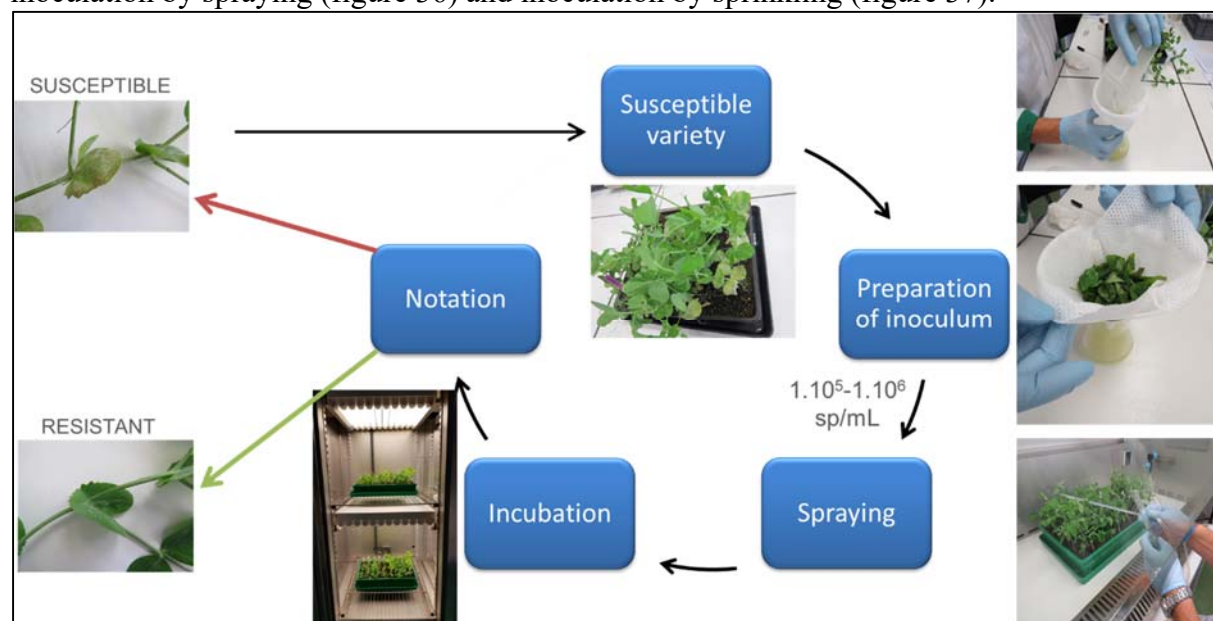 inoculation by spraying (figure 36) and inoculation by sprinkling (figure 37).
SUSCEPTIBLE
Susceptible
variety
Notation
Preparation
of inoculum
1.10⁵-1.10⁶
sp/mL
RESISTANT
Incubation
Spraying